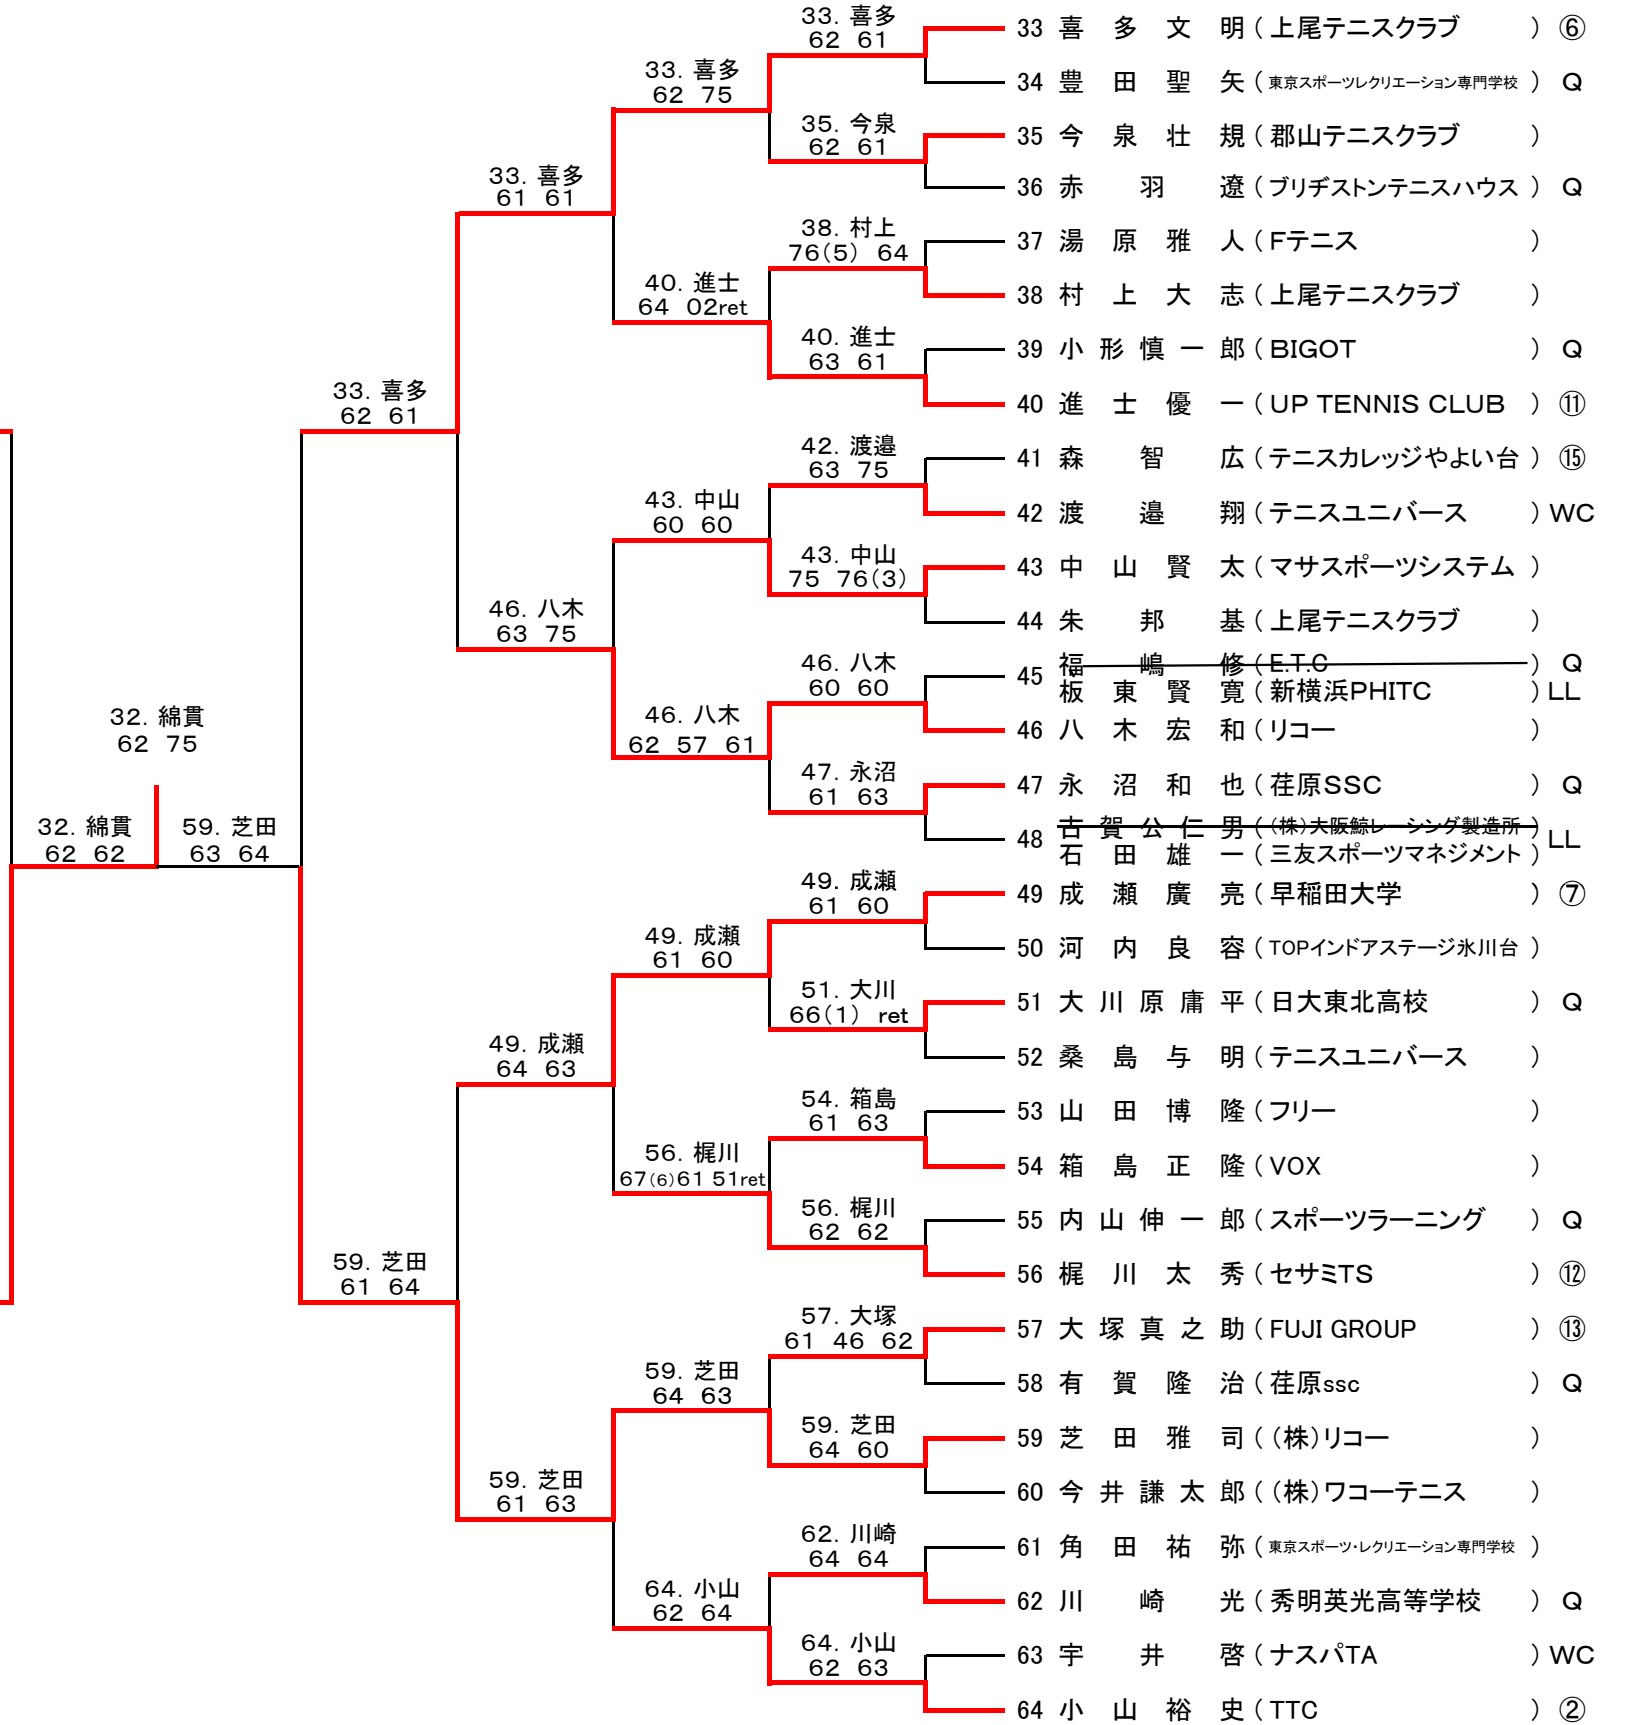 33 喜多文明(上尾テニスクラブ) ⑥
34 豊田聖矢(東京スポーツレクリエーション専門学校) Q
35 今泉壮規(郡山テニスクラブ)
36 赤羽遼(ブリヂストンテニスハウス) Q
37 湯原雅人(Fテニス)
38 村上大志(上尾テニスクラブ)
39 小形慎一郎(BIGOT) Q
40 進士優一(UP TENNIS CLUB) ⑪
41 森智広(テニスカレッジやよい台) ⑮
42 渡邉翔(テニスユニバース) WC
43 中山賢太(マサスポーツシステム)
44 朱邦基(上尾テニスクラブ)
45 福嶋修(E.T.C) Q
板東賢寛(新横浜PHITC) LL
46 八木宏和(リコー)
47 永沼和也(荏原SSC) Q
48 古賀公仁男((株)大阪鯨レーシング製造所)
石田雄一(三友スポーツマネジメント) LL
49 成瀬廣亮(早稲田大学) ⑦
50 河内良容(TOPインドアステージ氷川台)
51 大川原庸平(日大東北高校) Q
52 桑島与明(テニスユニバース)
53 山田博隆(フリー)
54 箱島正隆(VOX)
55 内山伸一郎(スポーツラーニング) Q
56 梶川太秀(セサミTS) ⑫
57 大塚真之助(FUJI GROUP) ⑬
58 有賀隆治(荏原ssc) Q
59 芝田雅司((株)リコー)
60 今井謙太郎((株)ワコーテニス)
61 角田祐弥(東京スポーツ・レクリエーション専門学校)
62 川崎光(秀明英光高等学校) Q
63 宇井啓(ナスパTA) WC
64 小山裕史(TTC) ②
33. 喜多
62 61
35. 今泉
62 61
38. 村上
76(5) 64
40. 進士
63 61
42. 渡邉
63 75
43. 中山
75 76(3)
46. 八木
60 60
47. 永沼
61 63
49. 成瀬
61 60
51. 大川
66(1) ret
54. 箱島
61 63
56. 梶川
62 62
57. 大塚
61 46 62
59. 芝田
64 60
62. 川崎
64 64
64. 小山
62 63
33. 喜多
62 75
40. 進士
64 02ret
43. 中山
60 60
46. 八木
62 57 61
49. 成瀬
61 60
56. 梶川
67(6)61 51ret
59. 芝田
64 63
64. 小山
62 64
33. 喜多
61 61
46. 八木
63 75
49. 成瀬
64 63
59. 芝田
61 63
33. 喜多
62 61
59. 芝田
61 64
59. 芝田
63 64
32. 綿貫
62 62
32. 綿貫
62 75